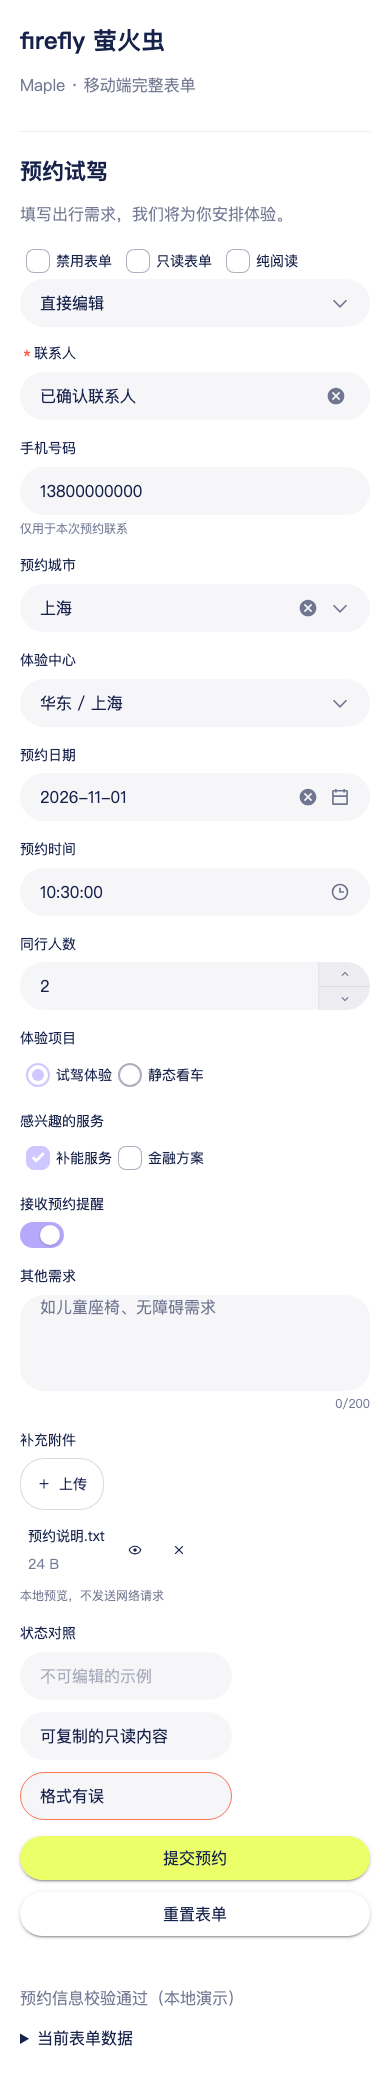 firefly 萤火虫
Maple · 移动端完整表单
预约试驾
填写出行需求，我们将为你安排体验。
禁用表单 只读表单 纯阅读
直接编辑
* 联系人
已确认联系人
手机号码
13800000000
仅用于本次预约联系
预约城市
上海
体验中心
华东 / 上海
预约日期
2026-11-01
预约时间
10:30:00
同行人数
2
体验项目
试驾体验 静态看车
感兴趣的服务
补能服务 金融方案
接收预约提醒
其他需求
如儿童座椅、无障碍需求
0/200
补充附件
+ 上传
预约说明.txt
24 B
本地预览，不发送网络请求
状态对照
不可编辑的示例
可复制的只读内容
格式有误
提交预约
重置表单
预约信息校验通过（本地演示）
当前表单数据